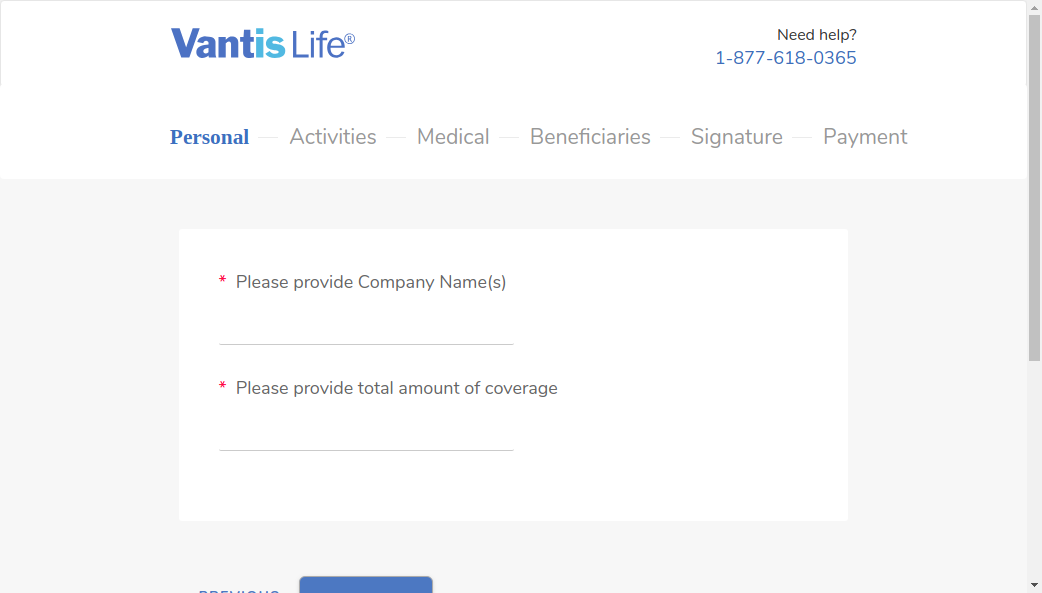 Vantis Life®
Need help?
1-877-618-0365
Personal
Activities
Medical
Beneficiaries
Signature
Payment
* Please provide Company Name(s)
* Please provide total amount of coverage
PREVIOUS